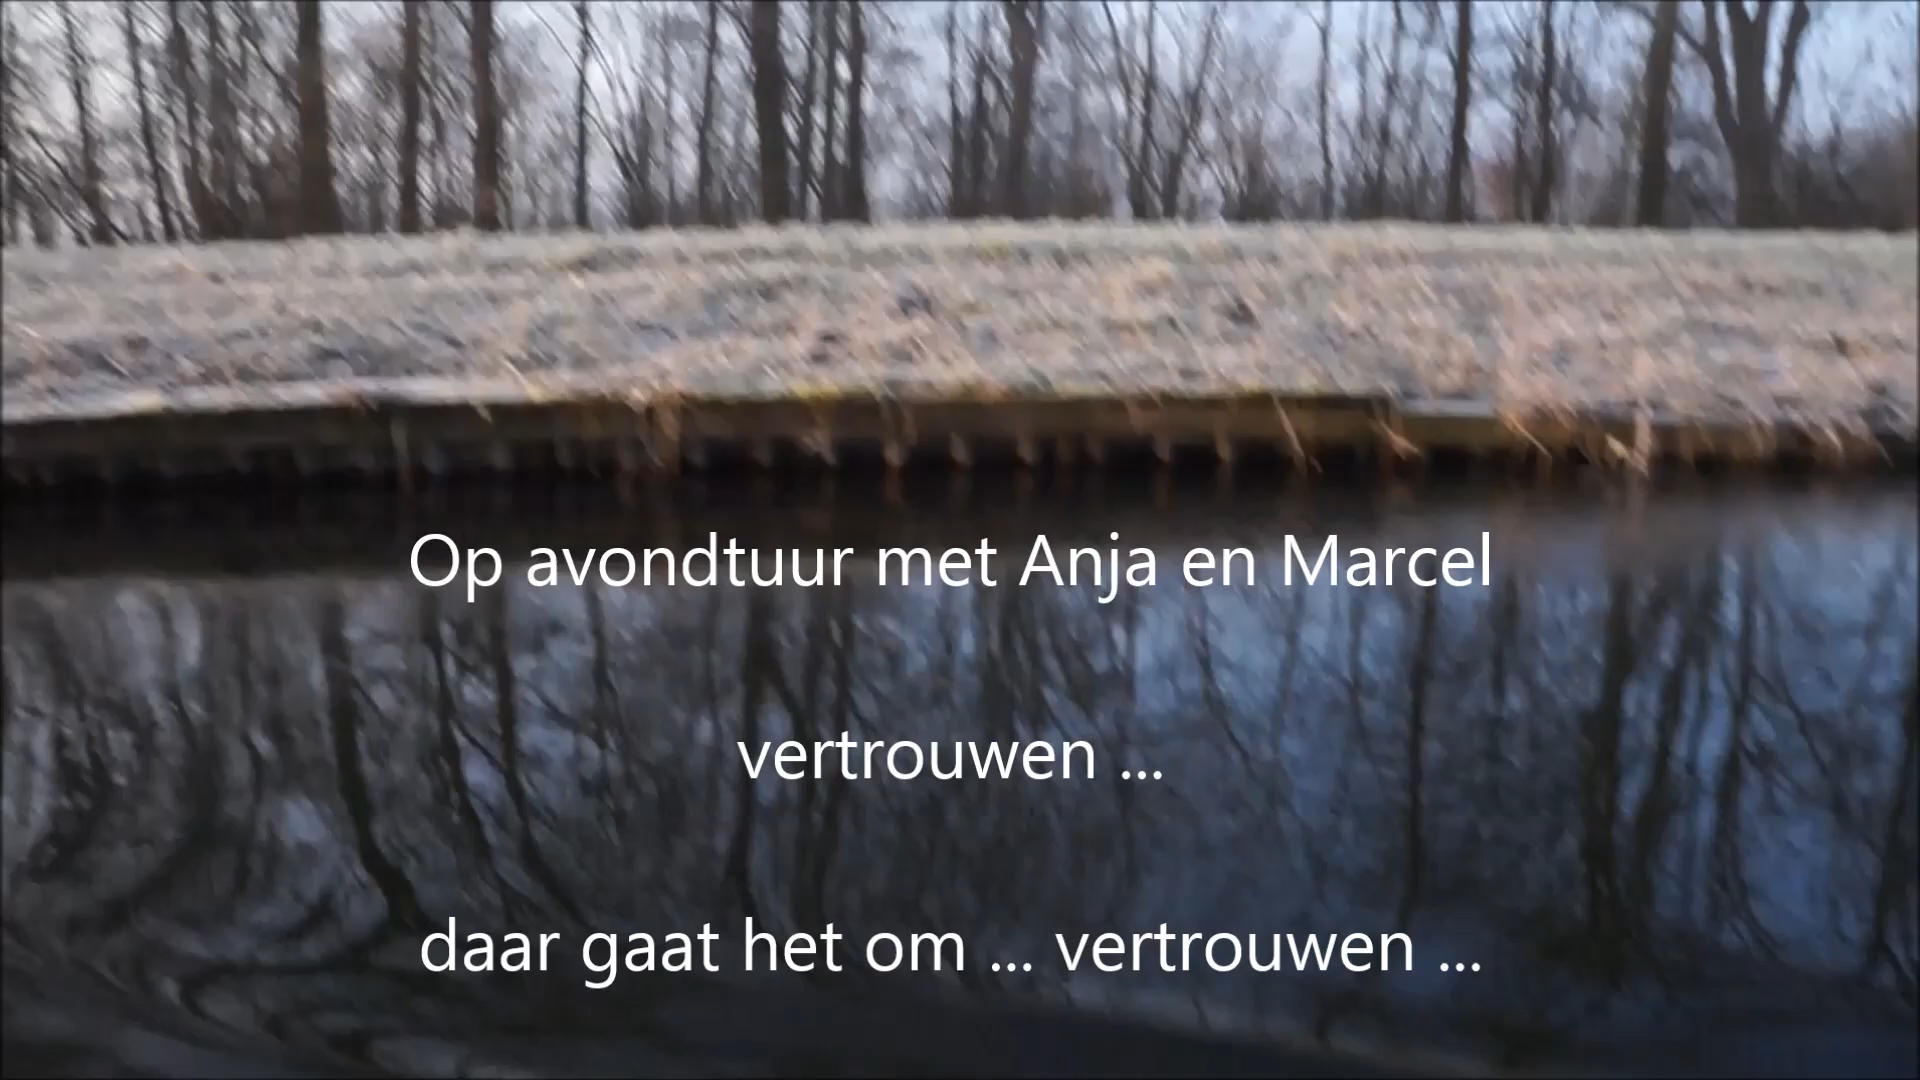 Op avondtuur met Anja en Marcel
vertrouwen ...
daar gaat het om ... vertrouwen ...